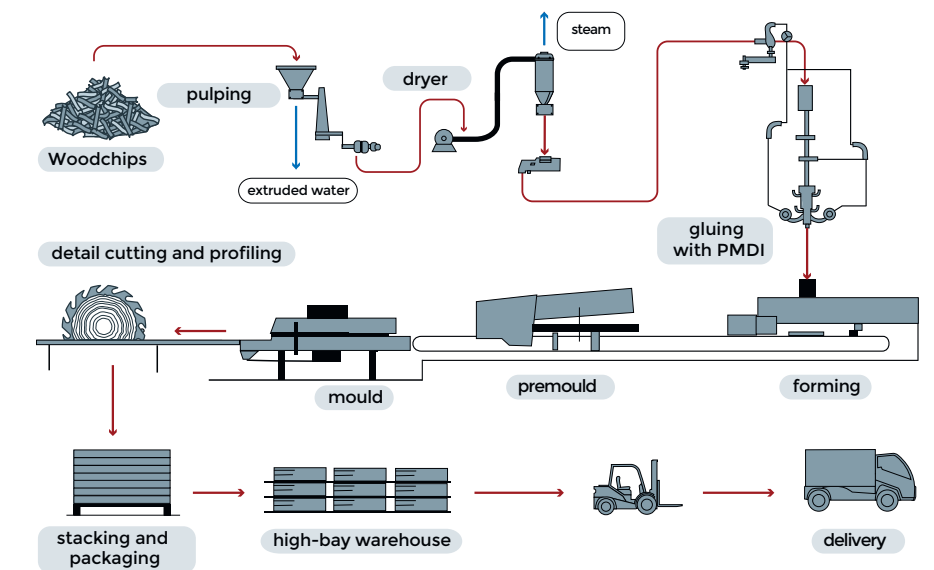 steam
dryer
pulping
Woodchips
extruded water
gluing
with PMDI
detail cutting and profiling
mould
premould
forming
stacking and
packaging
high-bay warehouse
delivery